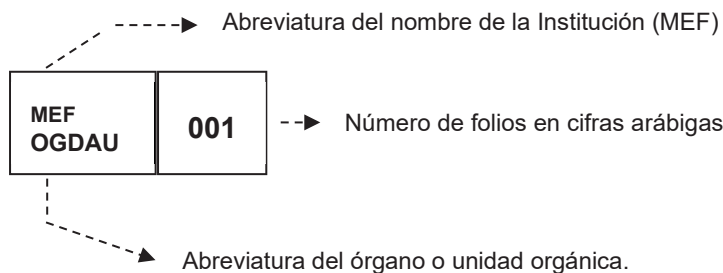 Abreviatura del nombre de la Institución (MEF)
MEF
OGDAU
001
Número de folios en cifras arábigas
Abreviatura del órgano o unidad orgánica.